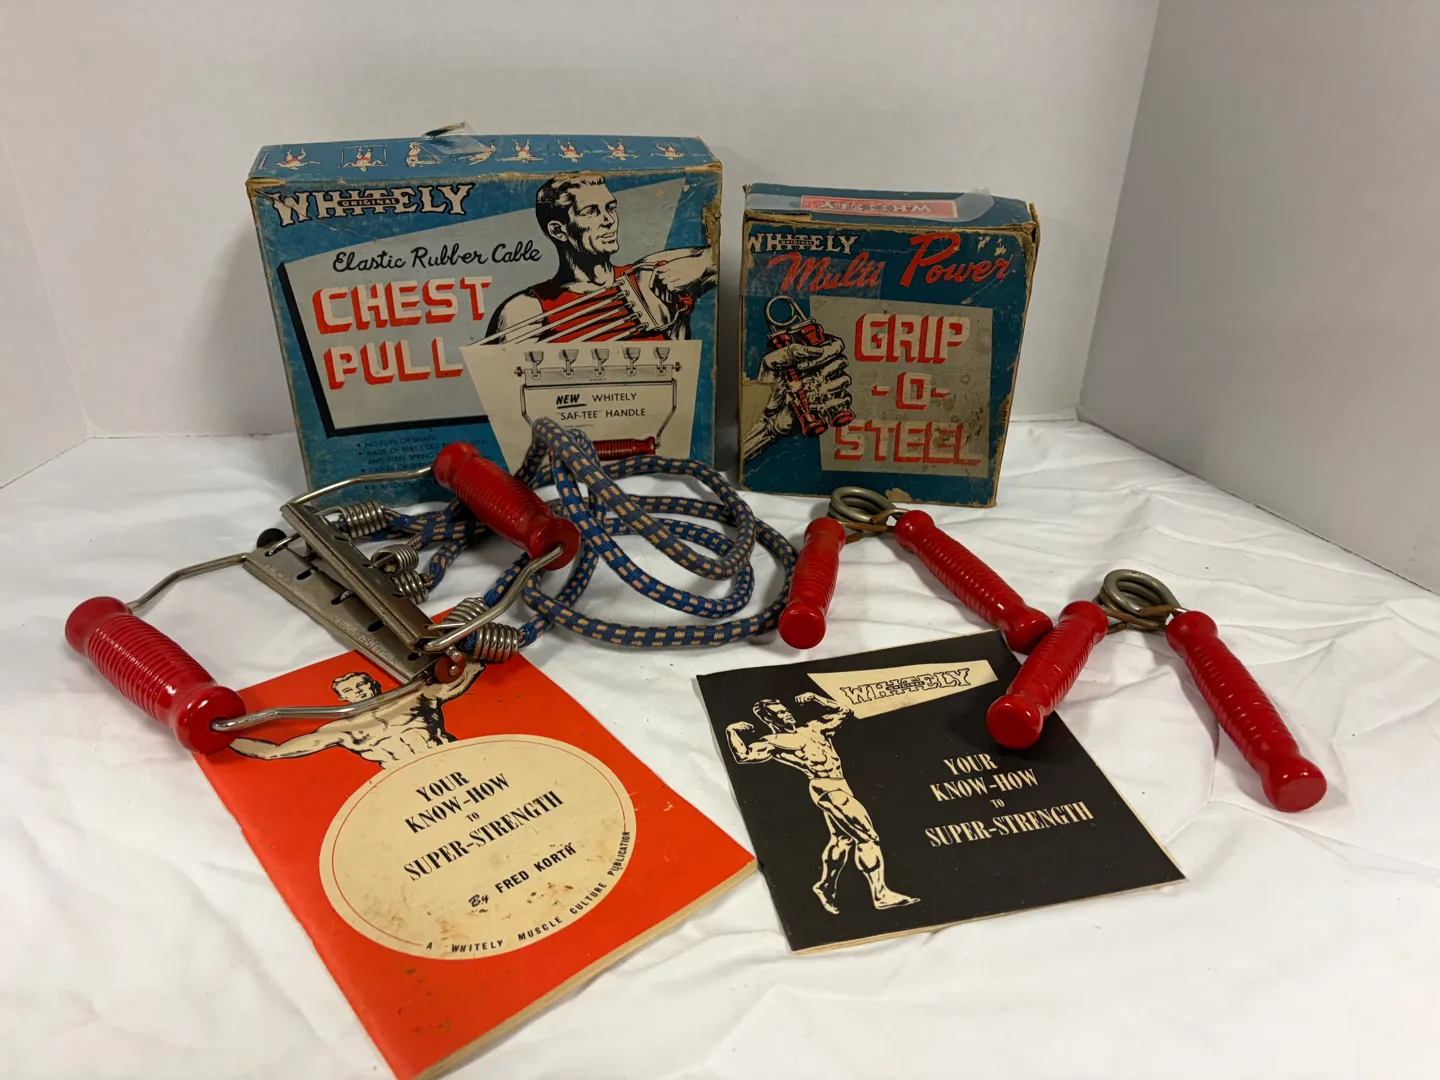 WHITELY
ORIGINAL
Elastic Rubber Cable
CHEST
PULL
NEW WHITELY
"SAF-TEE" HANDLE
WHITELY
WHITELY
ORIGINAL
Multi Power
GRIP
-O-
STEEL
YOUR
KNOW-HOW
TO
SUPER-STRENGTH
By FRED KORTH
A WHITELY MUSCLE CULTURE PUBLICATION
WHITELY
ORIGINAL
YOUR
KNOW-HOW
TO
SUPER-STRENGTH